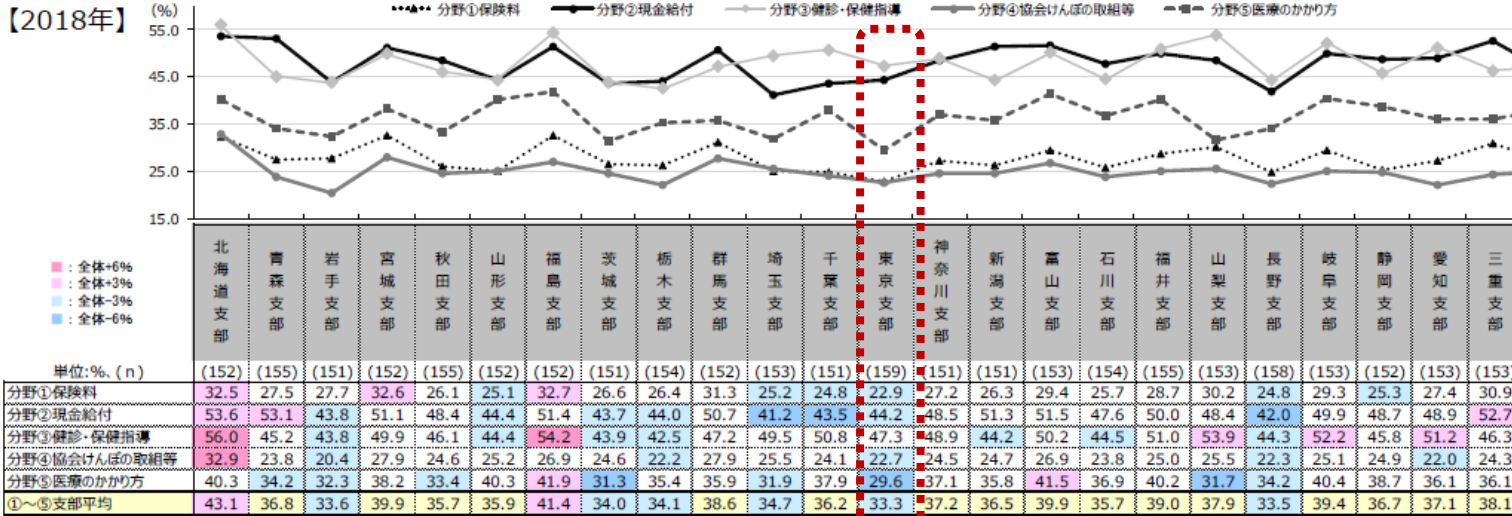 【2018年】
(%)
分野①保険料 分野②現金給付 分野③健診・保健指導 分野④協会けんぽの取組等 分野⑤医療のかかり方
55.0
45.0
35.0
25.0
15.0
：全体+6%
：全体+3%
：全体-3%
：全体-6%
北海道支部 青森支部 岩手支部 宮城支部 秋田支部 山形支部 福島支部 茨城支部 栃木支部 群馬支部 埼玉支部 千葉支部 東京支部 神奈川支部 新潟支部 富山支部 石川支部 福井支部 山梨支部 長野支部 岐阜支部 静岡支部 愛知支部 三重支部
単位:%、(n) (152) (155) (151) (152) (155) (152) (152) (151) (154) (152) (153) (151) (159) (151) (151) (153) (154) (155) (153) (158) (153) (152) (153) (153)
分野①保険料 32.5 27.5 27.7 32.6 26.1 25.1 32.7 26.6 26.4 31.3 25.2 24.8 22.9 27.2 26.3 29.4 25.7 28.7 30.2 24.8 29.3 25.3 27.4 30.9
分野②現金給付 53.6 53.1 43.8 51.1 48.4 44.4 51.4 43.7 44.0 50.7 41.2 43.5 44.2 48.5 51.3 51.5 47.6 50.0 48.4 42.0 49.9 48.7 48.9 52.7
分野③健診・保健指導 56.0 45.2 43.8 49.9 46.1 44.4 54.2 43.9 42.5 47.2 49.5 50.8 47.3 48.9 44.2 50.2 44.5 51.0 53.9 44.3 52.2 45.8 51.2 46.3
分野④協会けんぽの取組等 32.9 23.8 20.4 27.9 24.6 25.2 26.9 24.6 22.2 27.9 25.5 24.1 22.7 24.5 24.7 26.9 23.8 25.0 25.5 22.3 25.1 24.9 22.0 24.3
分野⑤医療のかかり方 40.3 34.2 32.3 38.2 33.4 40.3 41.9 31.3 35.4 35.9 31.9 37.9 29.6 37.1 35.8 41.5 36.9 40.2 31.7 34.2 40.4 38.7 36.1 36.1
①～⑤支部平均 43.1 36.8 33.6 39.9 35.7 35.9 41.4 34.0 34.1 38.6 34.7 36.2 33.3 37.2 36.5 39.9 35.7 39.0 37.9 33.5 39.4 36.7 37.1 38.1